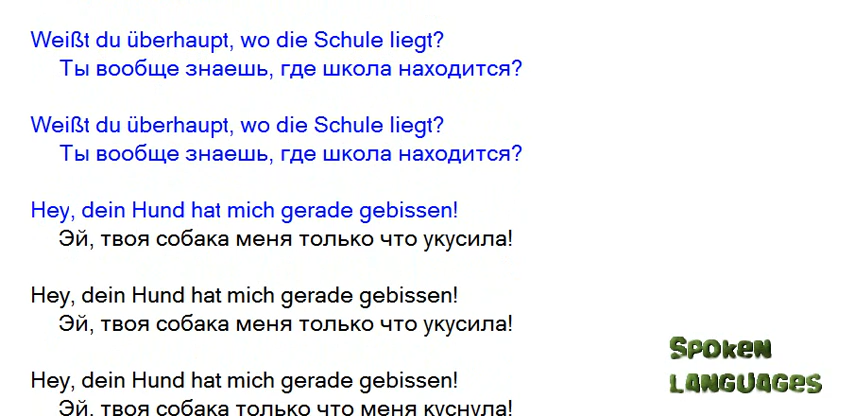 Weißt du überhaupt, wo die Schule liegt?
Ты вообще знаешь, где школа находится?
Weißt du überhaupt, wo die Schule liegt?
Ты вообще знаешь, где школа находится?
Hey, dein Hund hat mich gerade gebissen!
Эй, твоя собака меня только что укусила!
Hey, dein Hund hat mich gerade gebissen!
Эй, твоя собака меня только что укусила!
Hey, dein Hund hat mich gerade gebissen!
Эй, твоя собака только что меня куснула!
Spoken
Languages